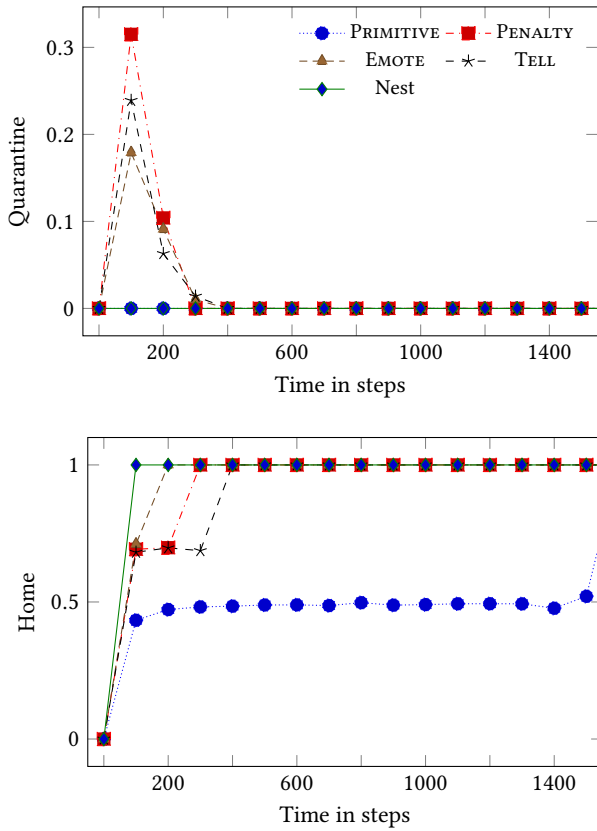 0.3
0.2
0.1
0
Quarantine
PRIMITIVE PENALTY
EMOTE TELL
Nest
200 600 1000 1400
Time in steps
1
0.5
0
Home
200 600 1000 1400
Time in steps